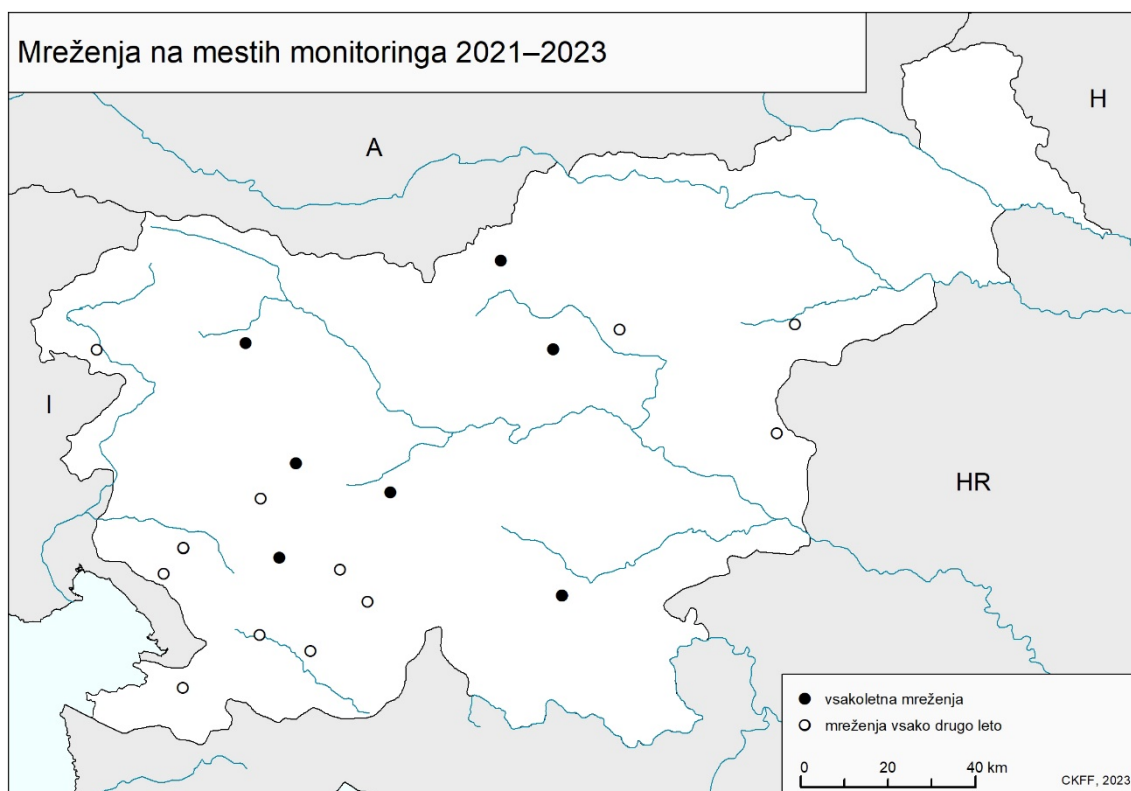 Mreženja na mestih monitoringa 2021–2023
H
A
I
HR
vsakoletna mreženja
mreženja vsako drugo leto
0 20 40 km
CKFF, 2023